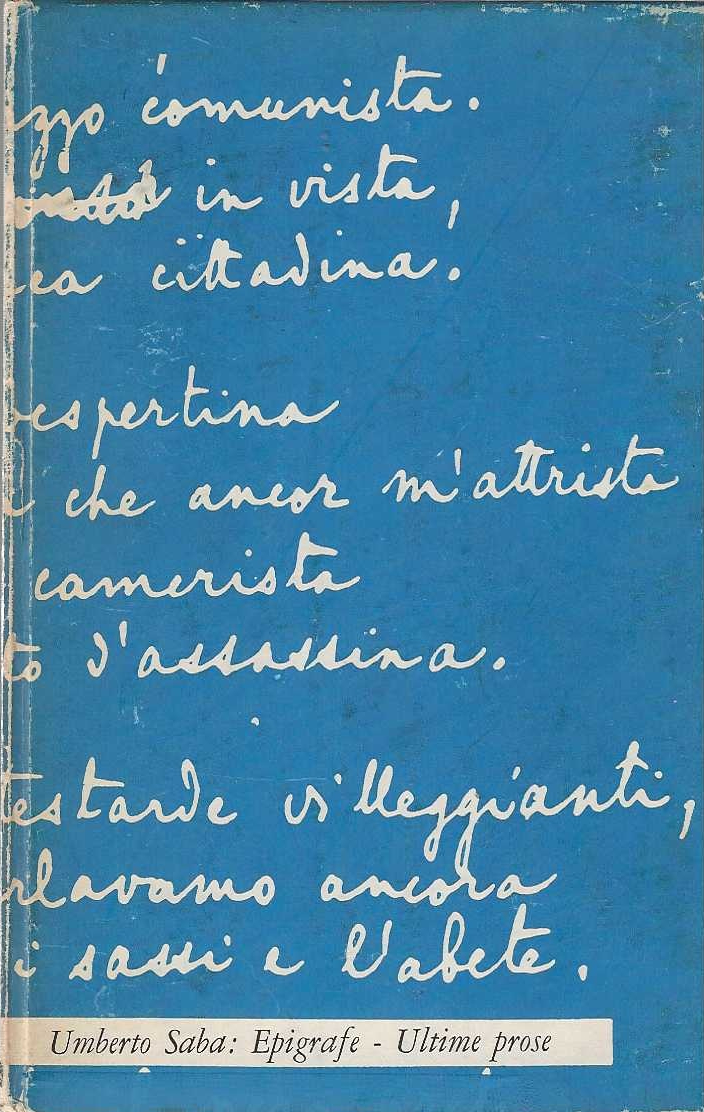 zzo comunista.
in vista,
ca cittadina.
vespertina
che ancor m'attrista
camerista
to d'assassina.
testarde villeggianti,
rlavamo ancora
i sassi e l'abete.
Umberto Saba: Epigrafe - Ultime prose